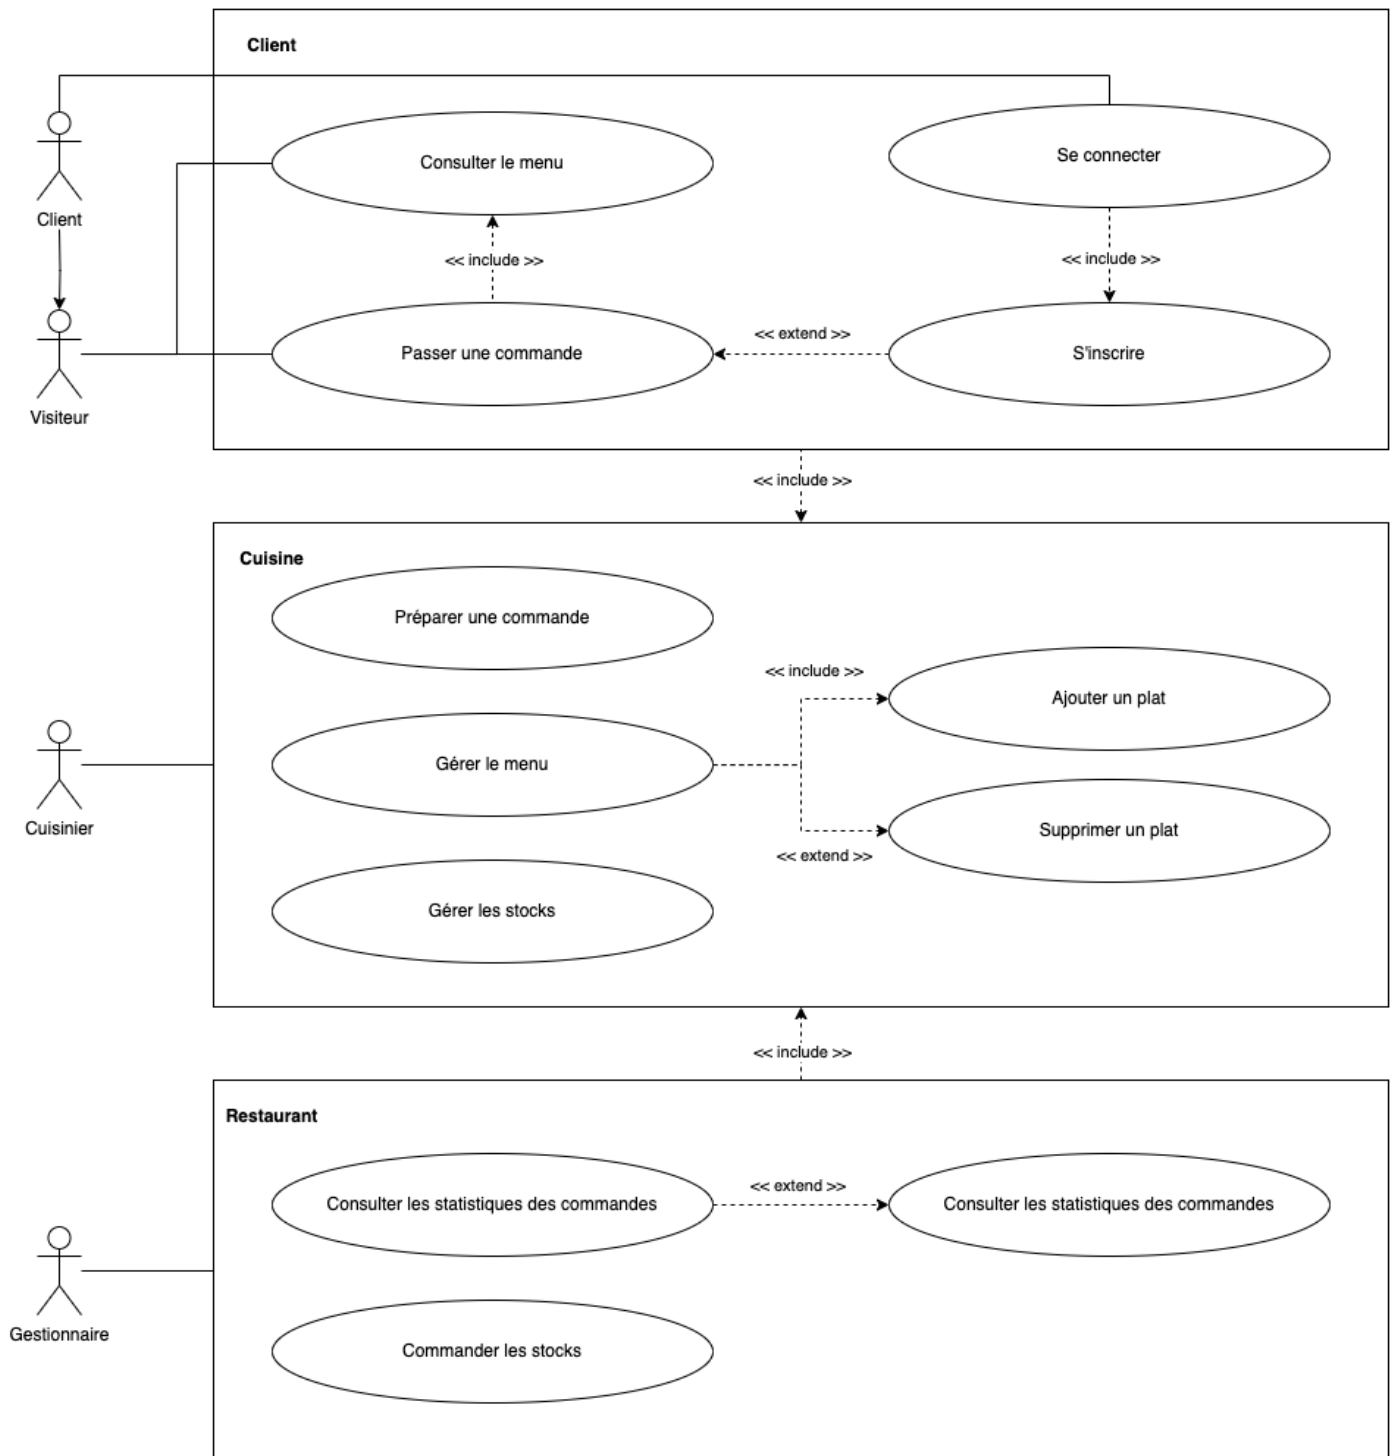 Client
Client
Consulter le menu
Se connecter
<< include >>
<< include >>
Visiteur
Passer une commande
<< extend >>
S'inscrire
<< include >>
Cuisine
Préparer une commande
Cuisinier
Gérer le menu
<< include >>
Ajouter un plat
<< extend >>
Supprimer un plat
Gérer les stocks
<< include >>
Restaurant
Gestionnaire
Consulter les statistiques des commandes
<< extend >>
Consulter les statistiques des commandes
Commander les stocks